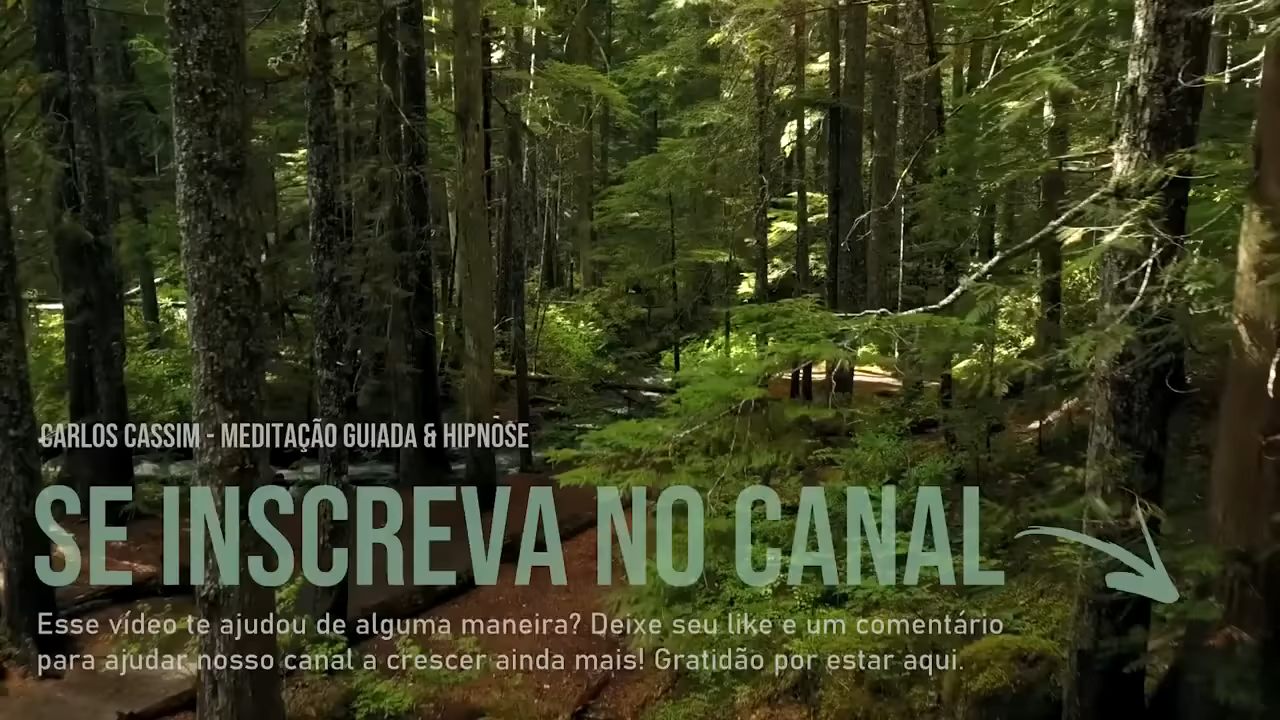 CARLOS CASSIM - MEDITAÇÃO GUIADA & HIPNOSE
SE INSCREVA NO CANAL
Esse vídeo te ajudou de alguma maneira? Deixe seu like e um comentário
para ajudar nosso canal a crescer ainda mais! Gratidão por estar aqui.